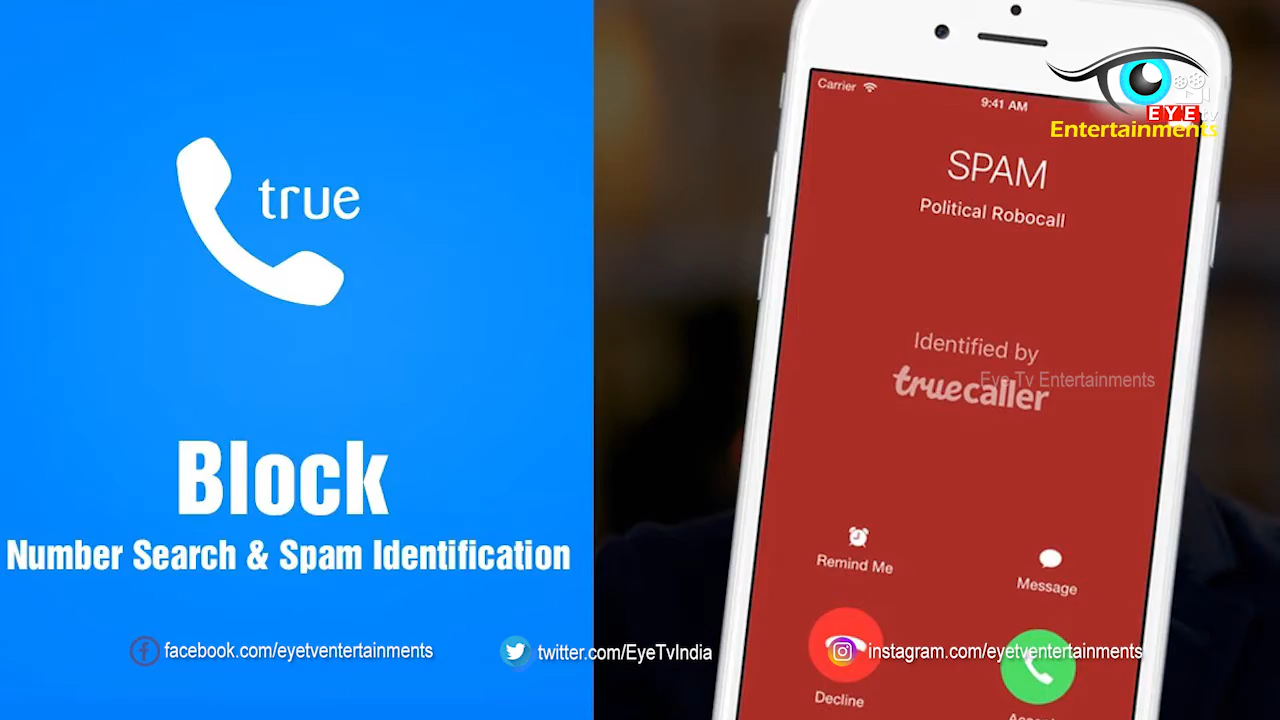 true
Block
Number Search & Spam Identification
Carrier
9:41 AM
SPAM
Political Robocall
Identified by
truecaller
Remind Me
Message
Decline
EYE tv
Entertainments
Eye Tv Entertainments
facebook.com/eyetventertainments
twitter.com/EyeTvIndia
instagram.com/eyetventertainments